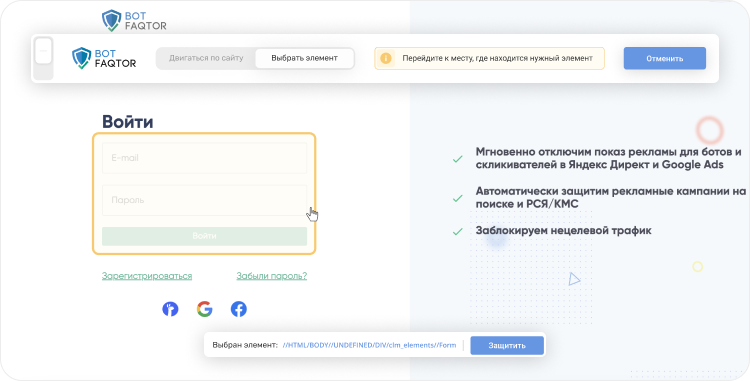 BOT
FAQTOR
BOT
FAQTOR
Двигаться по сайту
Выбрать элемент
! Перейдите к месту, где находится нужный элемент
Отменить
Войти
E-mail
Пароль
Войти
Зарегистрироваться
Забыли пароль?
Мгновенно отключим показ рекламы для ботов и
скликивателей в Яндекс Директ и Google Ads
Автоматически защитим рекламные кампании на
поиске и РСЯ/КМС
Заблокируем нецелевой трафик
Выбран элемент: //HTML/BODY//UNDEFINED/DIV/clm_elements//Form
Защитить